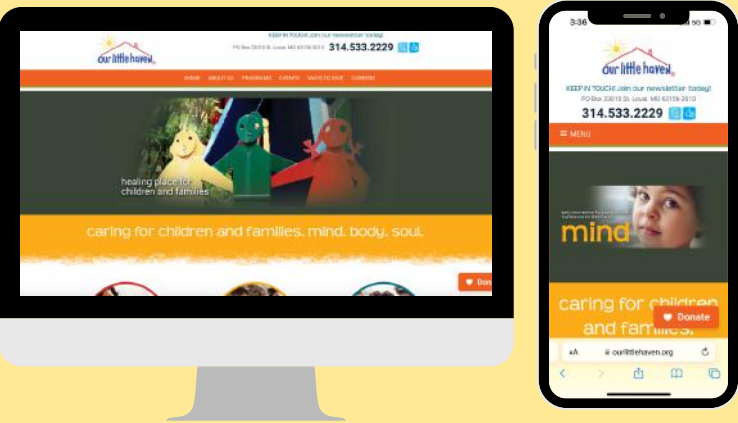 our little haven
KEEP IN TOUCH! Join our newsletter today!
314.533.2229
HOME ABOUT US PROGRAMS EVENTS WAYS TO GIVE CAREERS
healing place for
children and families
caring for children and families. mind. body. soul.
Don
3:36
5G
our little haven
KEEP IN TOUCH! Join our newsletter today!
PO Box 23010 St. Louis MO 63156-3010
314.533.2229
MENU
mind
caring for children
and families.
Donate
AA ourlittlehaven.org